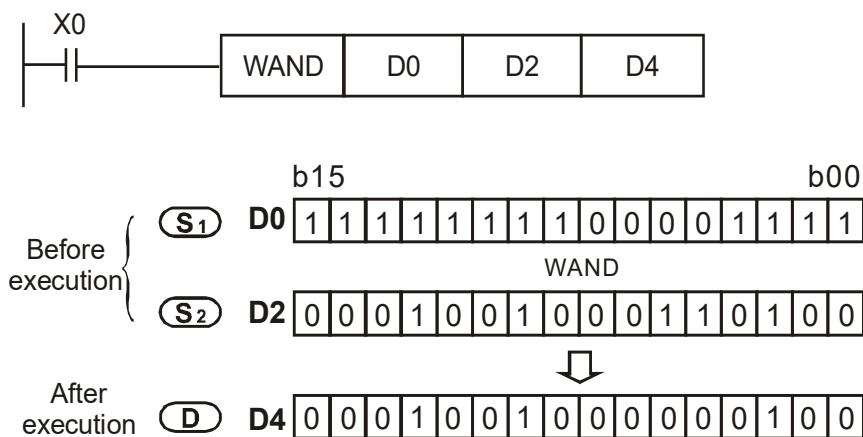 X0
WAND D0 D2 D4
b15 b00
Before execution
S1 D0 1 1 1 1 1 1 1 1 0 0 0 0 1 1 1 1
WAND
S2 D2 0 0 0 1 0 0 1 0 0 0 1 1 0 1 0 0
After execution
D D4 0 0 0 1 0 0 1 0 0 0 0 0 0 1 0 0